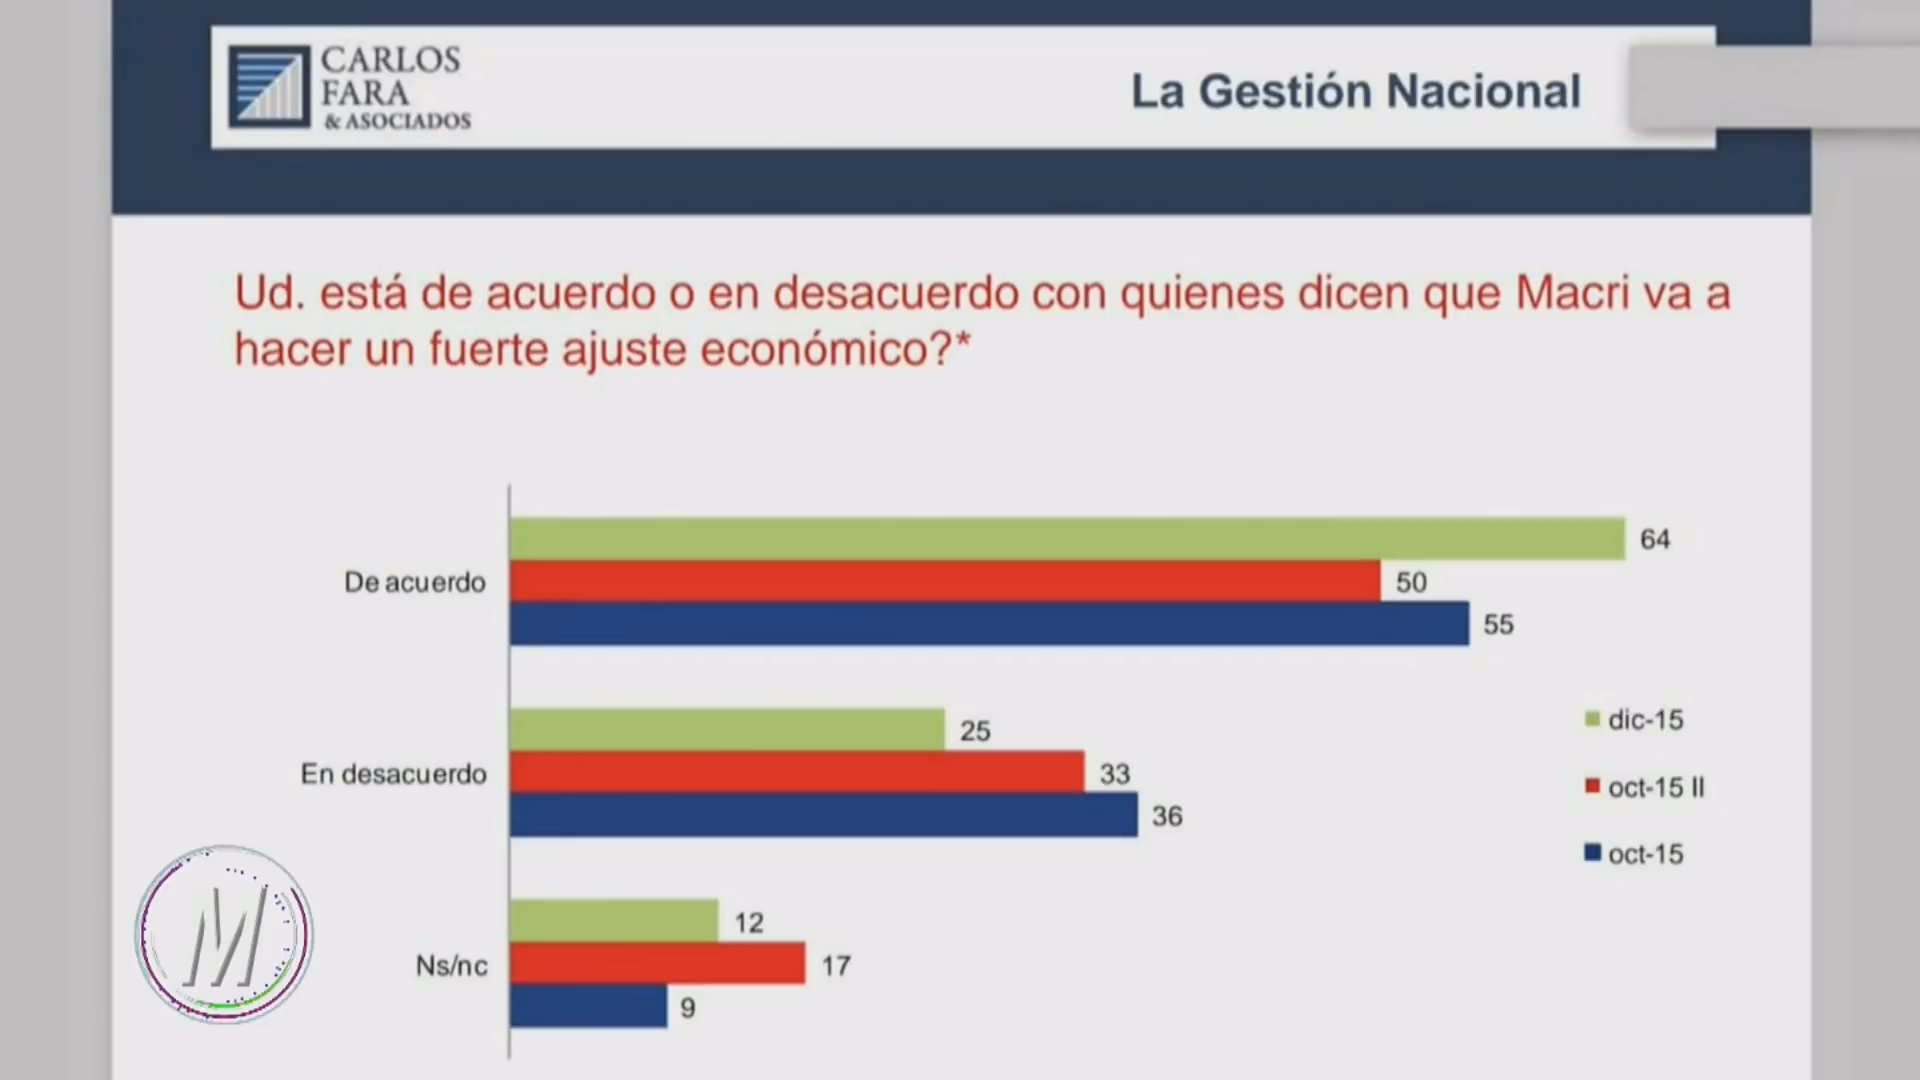 CARLOS
FARA
& ASOCIADOS
La Gestión Nacional
Ud. está de acuerdo o en desacuerdo con quienes dicen que Macri va a
hacer un fuerte ajuste económico?*
De acuerdo
64
50
55
En desacuerdo
25
33
36
Ns/nc
12
17
9
dic-15
oct-15 II
oct-15
M